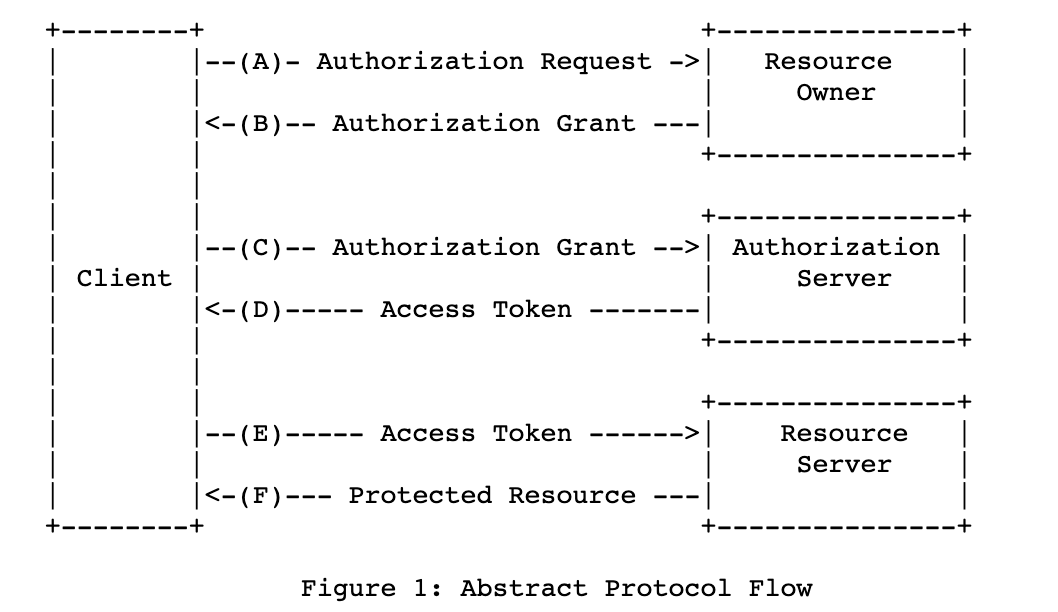 +--------+                               +---------------+
|        |--(A)- Authorization Request ->|   Resource    |
|        |                               |     Owner     |
|        |<-(B)-- Authorization Grant ---|               |
|        |                               +---------------+
|        |
|        |                               +---------------+
|        |--(C)-- Authorization Grant -->| Authorization |
| Client |                               |     Server    |
|        |<-(D)----- Access Token -------|               |
|        |                               +---------------+
|        |
|        |                               +---------------+
|        |--(E)----- Access Token ------>|    Resource   |
|        |                               |     Server    |
|        |<-(F)--- Protected Resource ---|               |
+--------+                               +---------------+
Figure 1: Abstract Protocol Flow